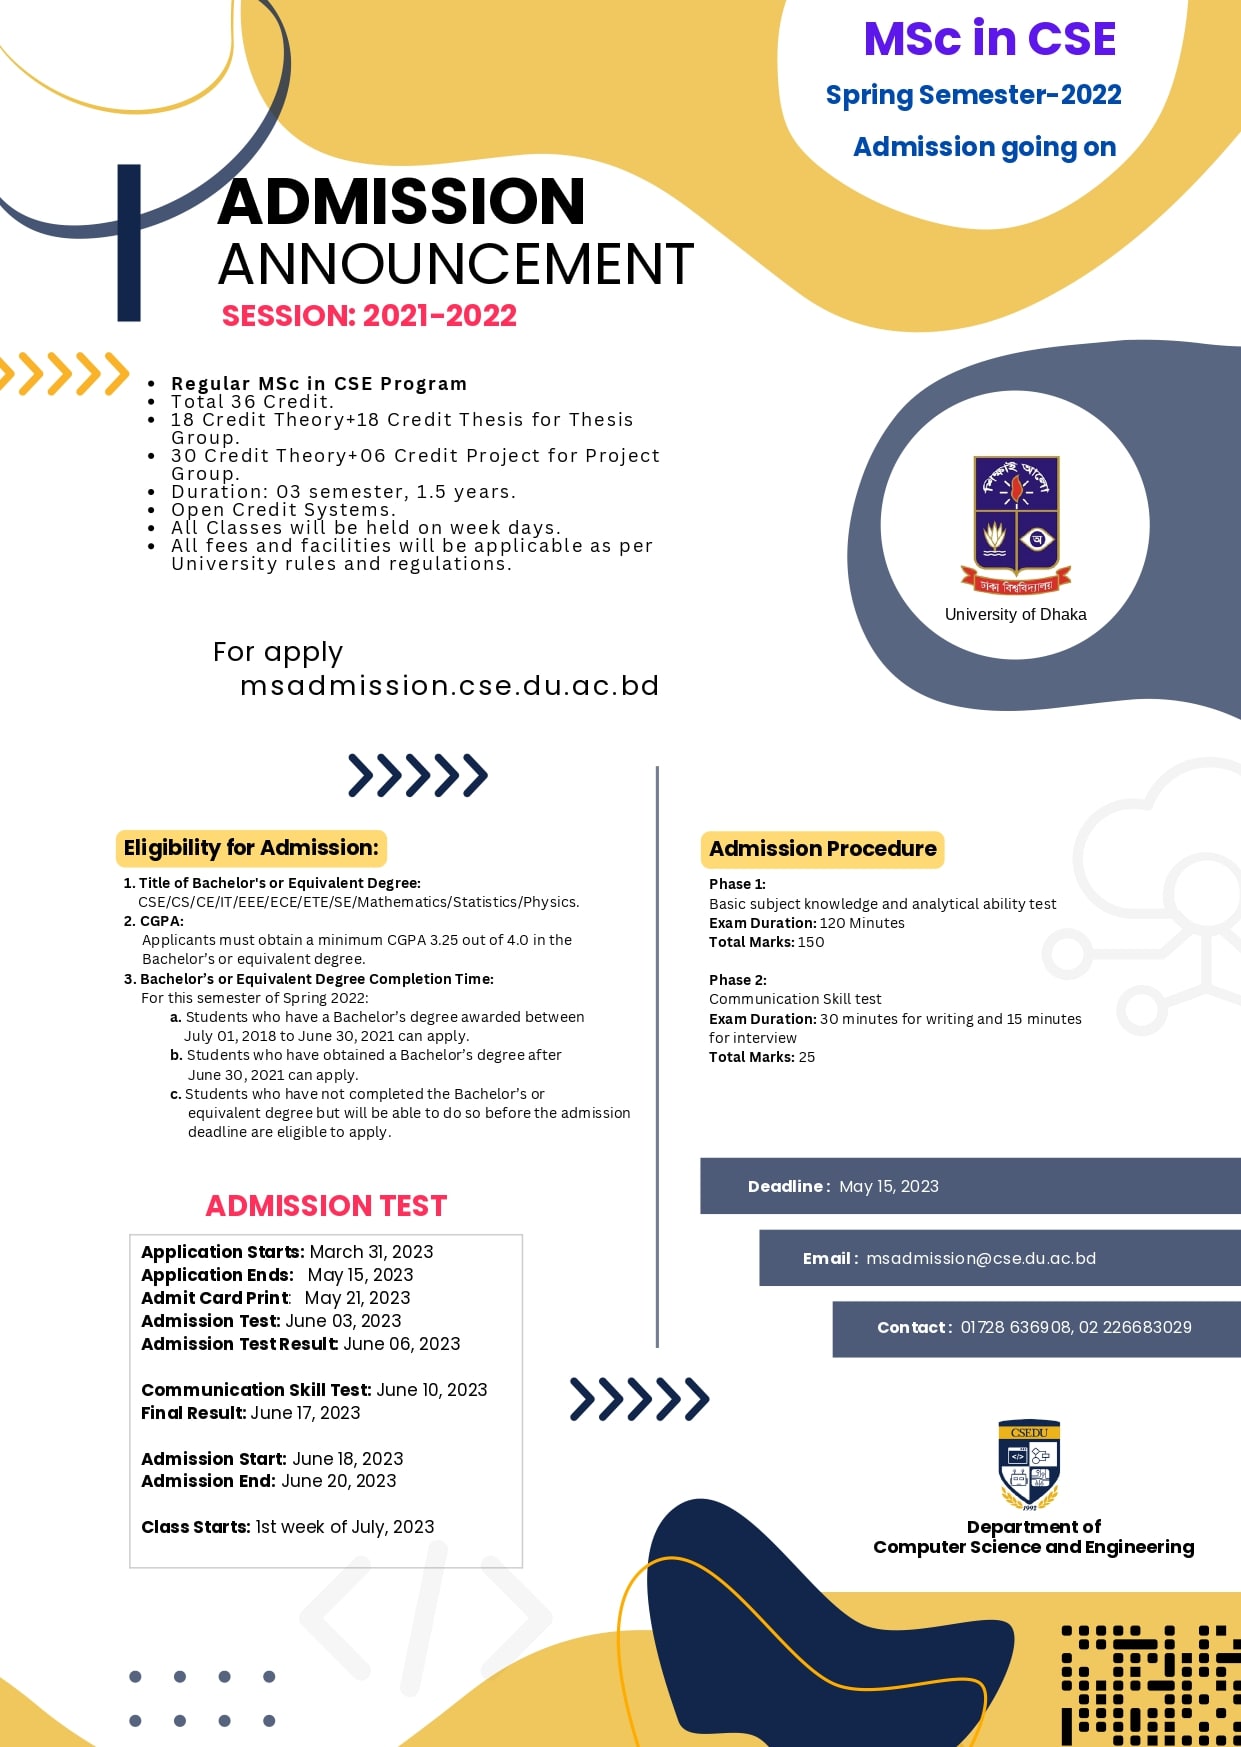 MSc in CSE
Spring Semester-2022
Admission going on
ADMISSION
ANNOUNCEMENT
SESSION: 2021-2022
• Regular MSc in CSE Program
• Total 36 Credit.
• 18 Credit Theory+18 Credit Thesis for Thesis
Group.
• 30 Credit Theory+06 Credit Project for Project
Group.
• Duration: 03 semester, 1.5 years.
• Open Credit Systems.
• All Classes will be held on week days.
• All fees and facilities will be applicable as per
University rules and regulations.
শিক্ষাই আলো
অ
ঢাকা বিশ্ববিদ্যালয়
University of Dhaka
For apply
msadmission.cse.du.ac.bd
Eligibility for Admission:
1. Title of Bachelor's or Equivalent Degree:
CSE/CS/CE/IT/EEE/ECE/ETE/SE/Mathematics/Statistics/Physics.
2. CGPA:
Applicants must obtain a minimum CGPA 3.25 out of 4.0 in the
Bachelor’s or equivalent degree.
3. Bachelor’s or Equivalent Degree Completion Time:
For this semester of Spring 2022:
a. Students who have a Bachelor’s degree awarded between
July 01, 2018 to June 30, 2021 can apply.
b. Students who have obtained a Bachelor’s degree after
June 30, 2021 can apply.
c. Students who have not completed the Bachelor’s or
equivalent degree but will be able to do so before the admission
deadline are eligible to apply.
ADMISSION TEST
Application Starts: March 31, 2023
Application Ends: May 15, 2023
Admit Card Print: May 21, 2023
Admission Test: June 03, 2023
Admission Test Result: June 06, 2023
Communication Skill Test: June 10, 2023
Final Result: June 17, 2023
Admission Start: June 18, 2023
Admission End: June 20, 2023
Class Starts: 1st week of July, 2023
Admission Procedure
Phase 1:
Basic subject knowledge and analytical ability test
Exam Duration: 120 Minutes
Total Marks: 150
Phase 2:
Communication Skill test
Exam Duration: 30 minutes for writing and 15 minutes
for interview
Total Marks: 25
Deadline : May 15, 2023
Email : msadmission@cse.du.ac.bd
Contact : 01728 636908, 02 226683029
CSEDU
</>
1992
Department of
Computer Science and Engineering